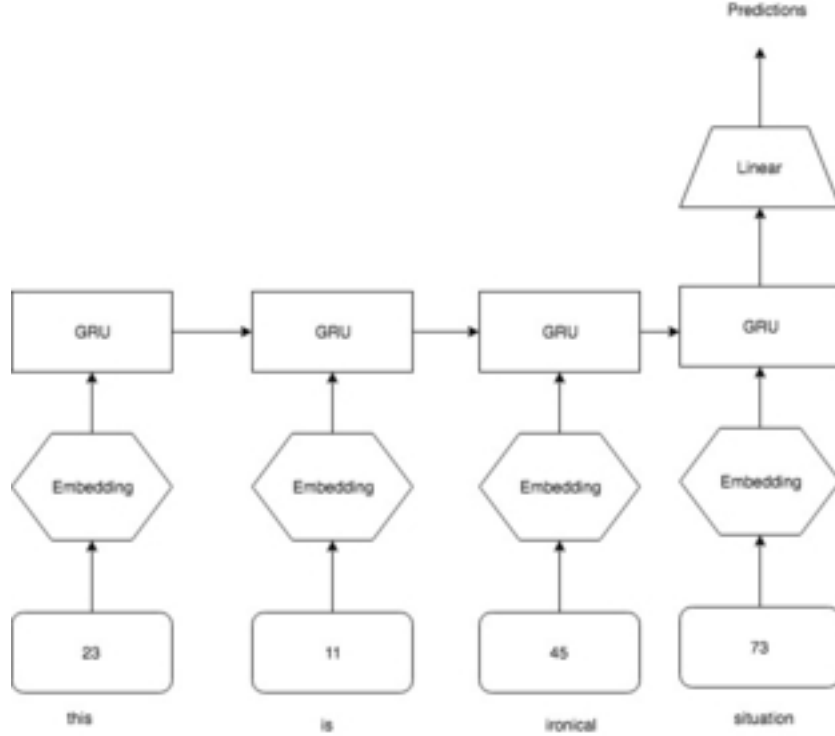 Predictions
Linear
GRU GRU GRU GRU
Embedding Embedding Embedding Embedding
23 11 45 73
this is ironical situation